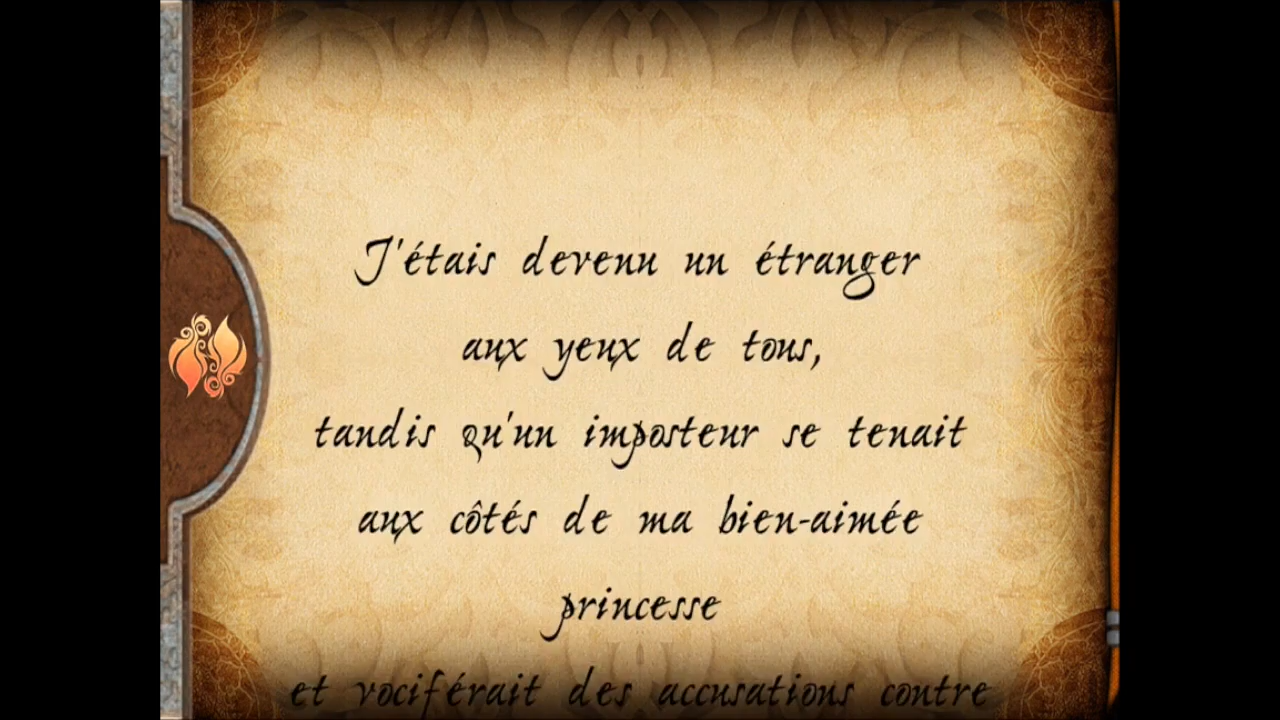 J'étais devenu un étranger
aux yeux de tous,
tandis qu'un imposteur se tenait
aux côtés de ma bien-aimée
princesse
et vociférait des accusations contre